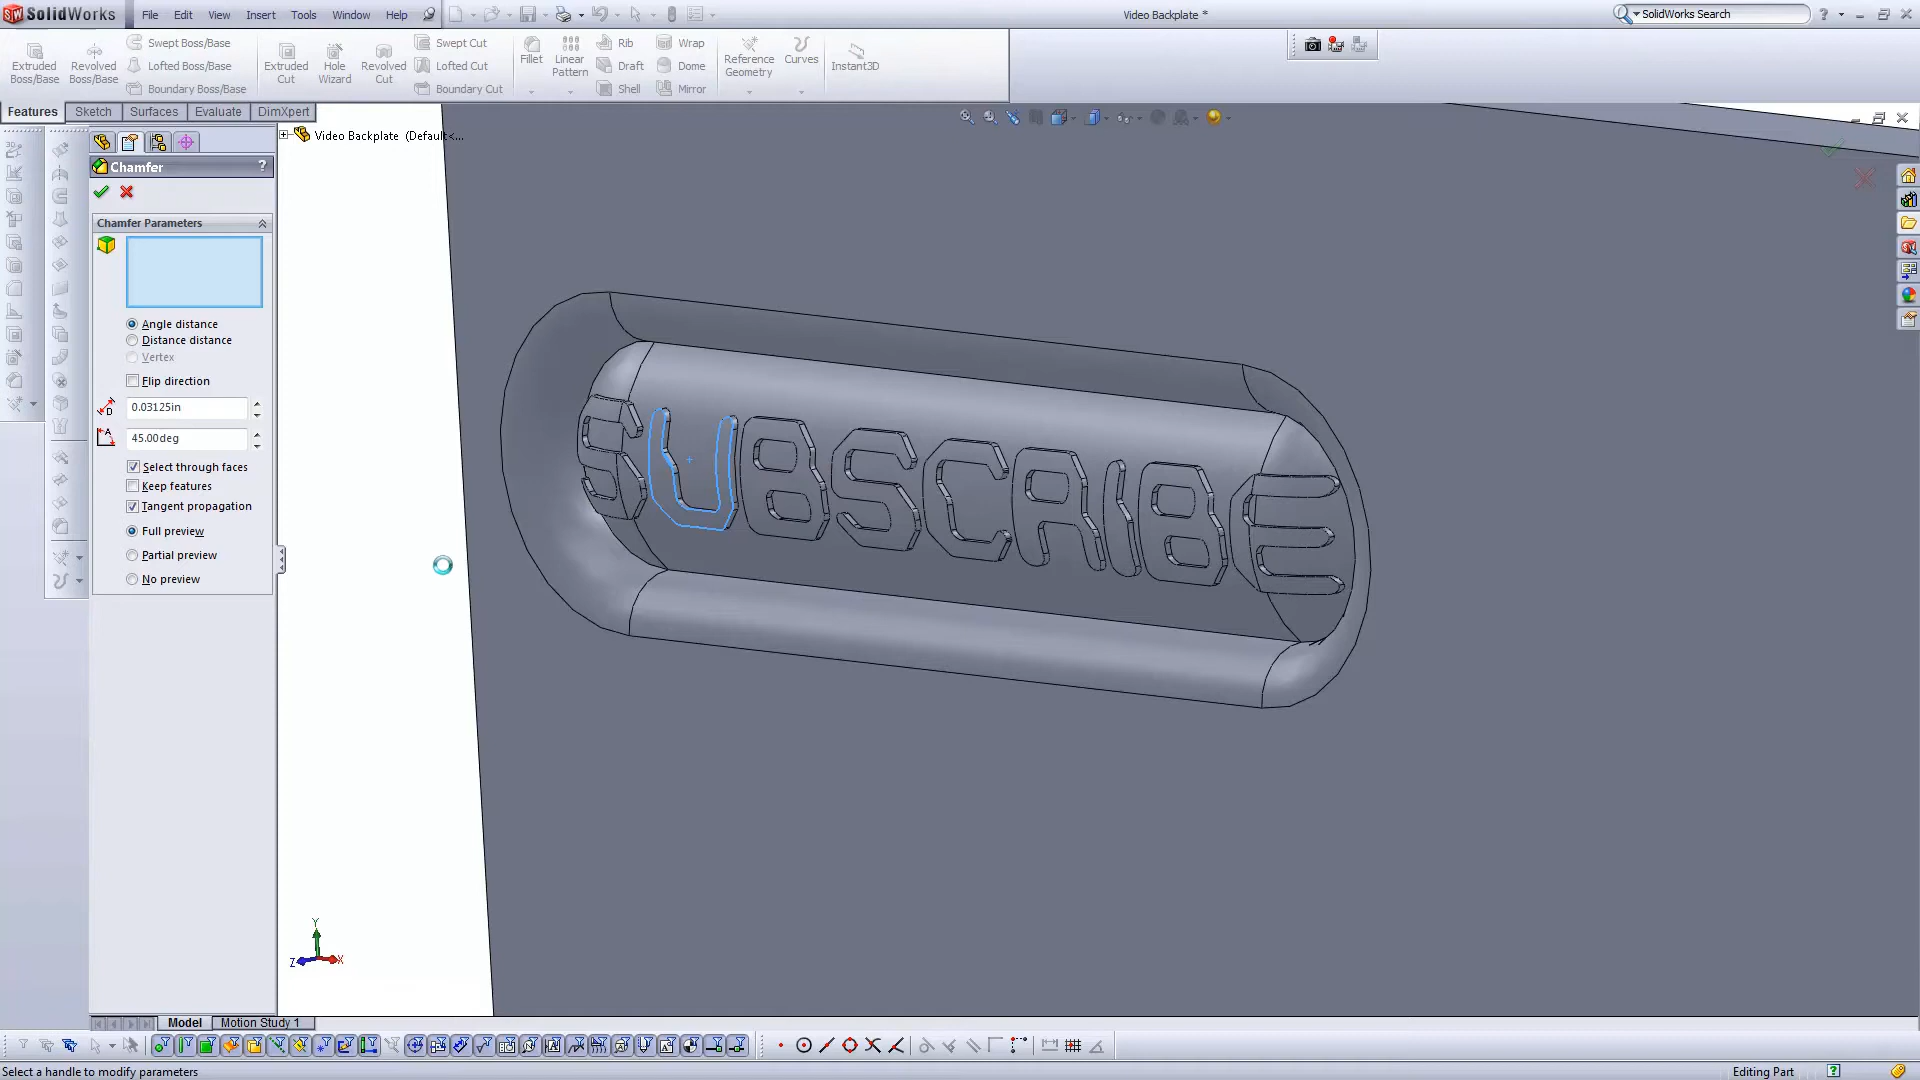 SolidWorks File Edit View Insert Tools Window Help Video Backplate * SolidWorks Search ?
Extruded Boss/Base
Revolved Boss/Base
Swept Boss/Base
Lofted Boss/Base
Boundary Boss/Base
Extruded Cut
Hole Wizard
Revolved Cut
Swept Cut
Lofted Cut
Boundary Cut
Fillet
Linear Pattern
Rib
Draft
Shell
Wrap
Dome
Mirror
Reference Geometry
Curves
Instant3D
Features Sketch Surfaces Evaluate DimXpert
Video Backplate (Default<...
Chamfer ?
Chamfer Parameters
Angle distance
Distance distance
Vertex
Flip direction
0.03125in
45.00deg
Select through faces
Keep features
Tangent propagation
Full preview
Partial preview
No preview
SUBSCRIBE
Y
Z X
Model Motion Study 1
Select a handle to modify parameters Editing Part ?